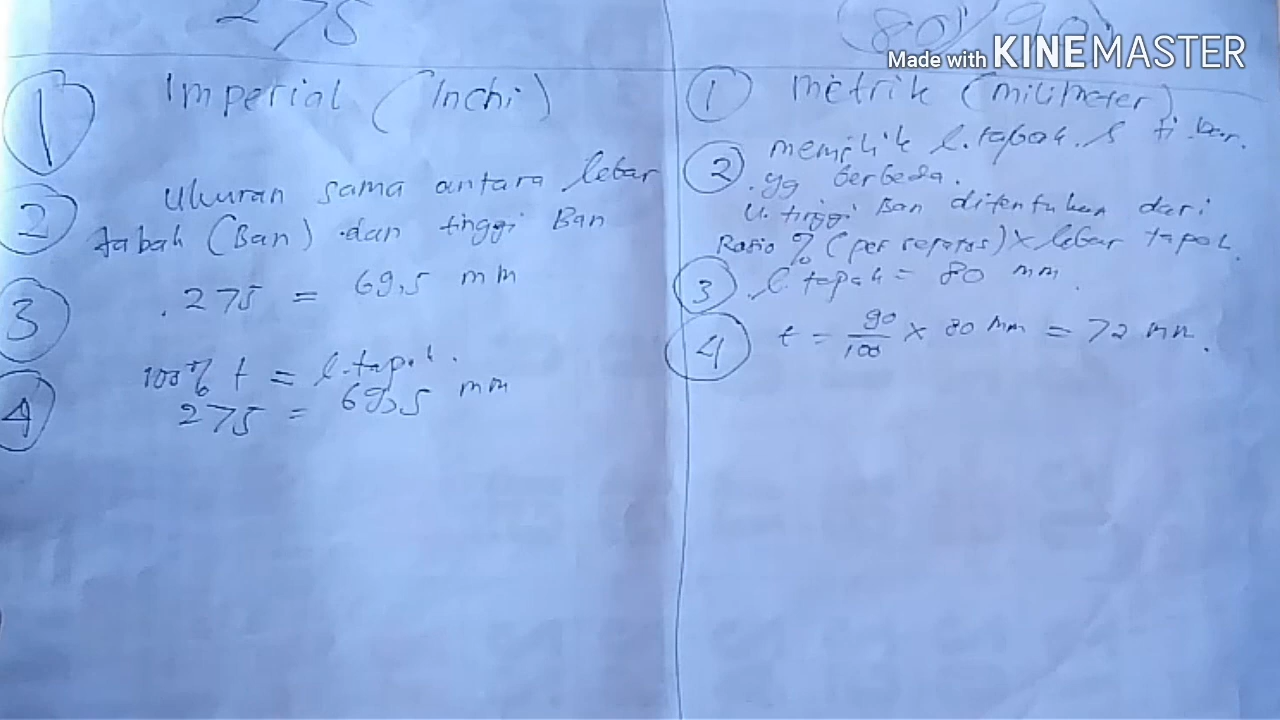 275
1 Imperial (Inchi)
2 Ukuran sama antara lebar
tabak (Ban) dan tinggi Ban
3 . 275 = 69,5 mm
100% t = l.tapak.
4 275 = 69,5 mm
80/90
Made with KINEMASTER
1 metrik (milimeter)
memilik l.tapak. & ti ban.
2 . yg berbeda.
U. tinggi Ban ditentukan dari
Rasio % (per ) x lebar tapak.
3 . l. tapak = 80 mm.
4 t = 90/100 x 80 mm = 72 mm.